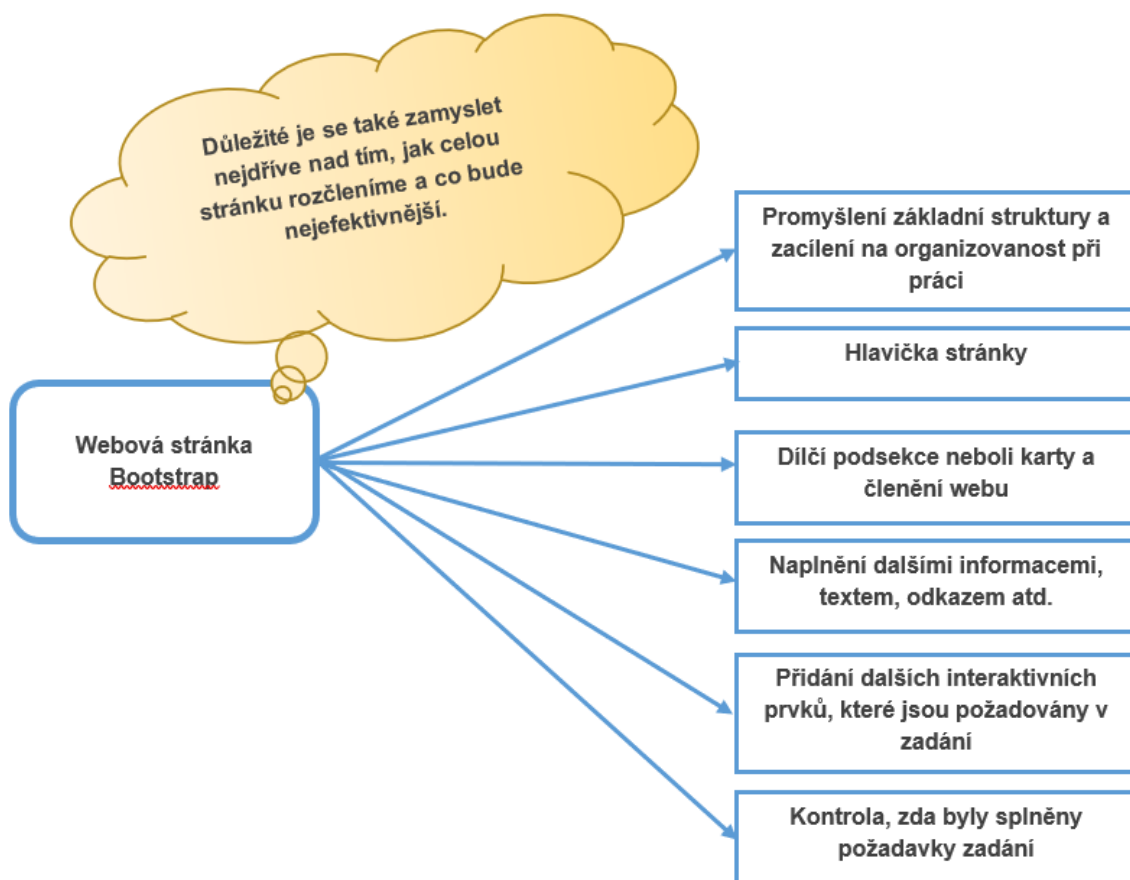 Důležité je se také zamyslet
nejdříve nad tím, jak celou
stránku rozčleníme a co bude
nejefektivnější.
Webová stránka
Bootstrap
Promyšlení základní struktury a
zacílení na organizovanost při
práci
Hlavička stránky
Dílčí podsekce neboli karty a
členění webu
Naplnění dalšími informacemi,
textem, odkazem atd.
Přidání dalších interaktivních
prvků, které jsou požadovány v
zadání
Kontrola, zda byly splněny
požadavky zadání